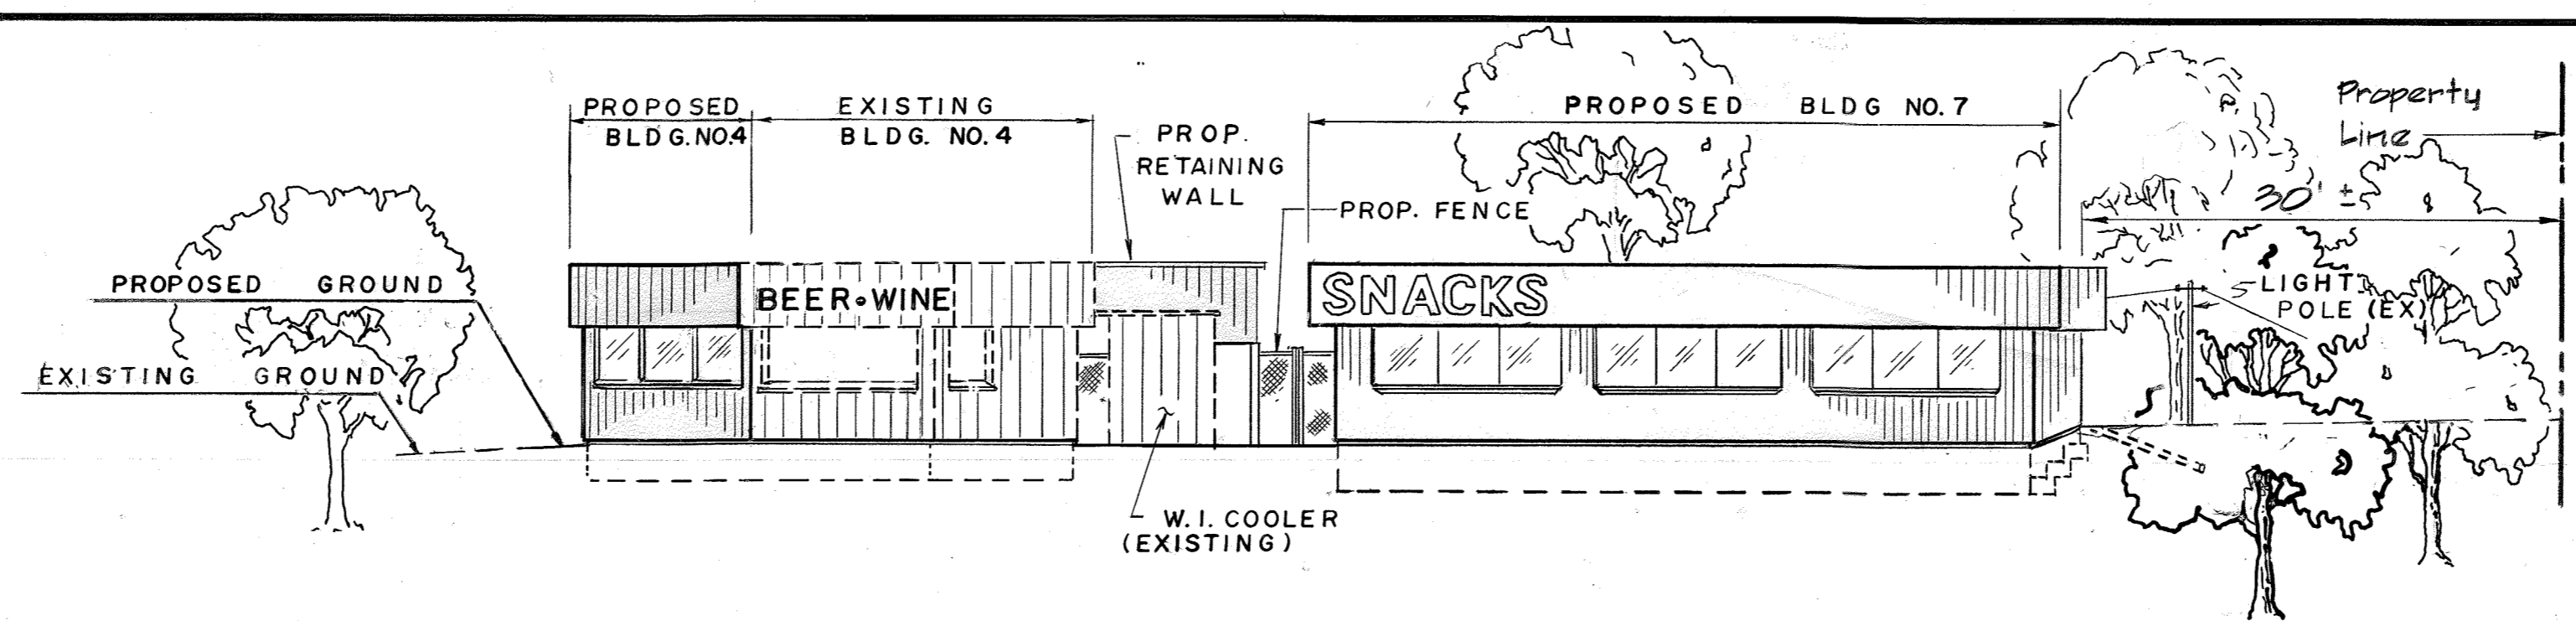 PROPOSED
BLDG. NO.4
EXISTING
BLDG. NO. 4
PROP.
RETAINING
WALL
PROP. FENCE
PROPOSED BLDG NO. 7
Property
Line
30' ±
LIGHT
POLE (EX)
PROPOSED GROUND
EXISTING GROUND
BEER•WINE
SNACKS
W. I. COOLER
(EXISTING)